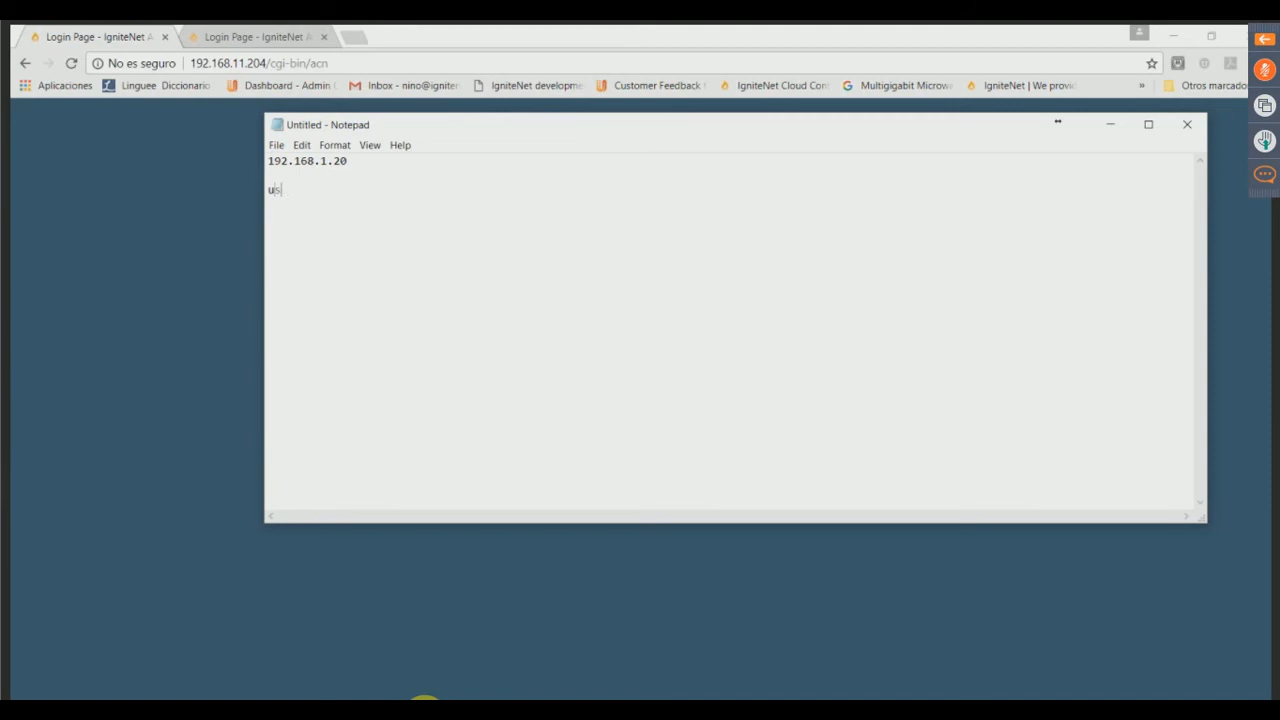 Login Page - IgniteNet A
Login Page - IgniteNet A
No es seguro
192.168.11.204/cgi-bin/acn
Aplicaciones
Linguee Diccionario
Dashboard - Admin
Inbox - nino@igniter
IgniteNet developme
Customer Feedback
IgniteNet Cloud Cont
Multigigabit Microwa
IgniteNet | We provi
»
Otros marcado
Untitled - Notepad
File Edit Format View Help
192.168.1.20
us